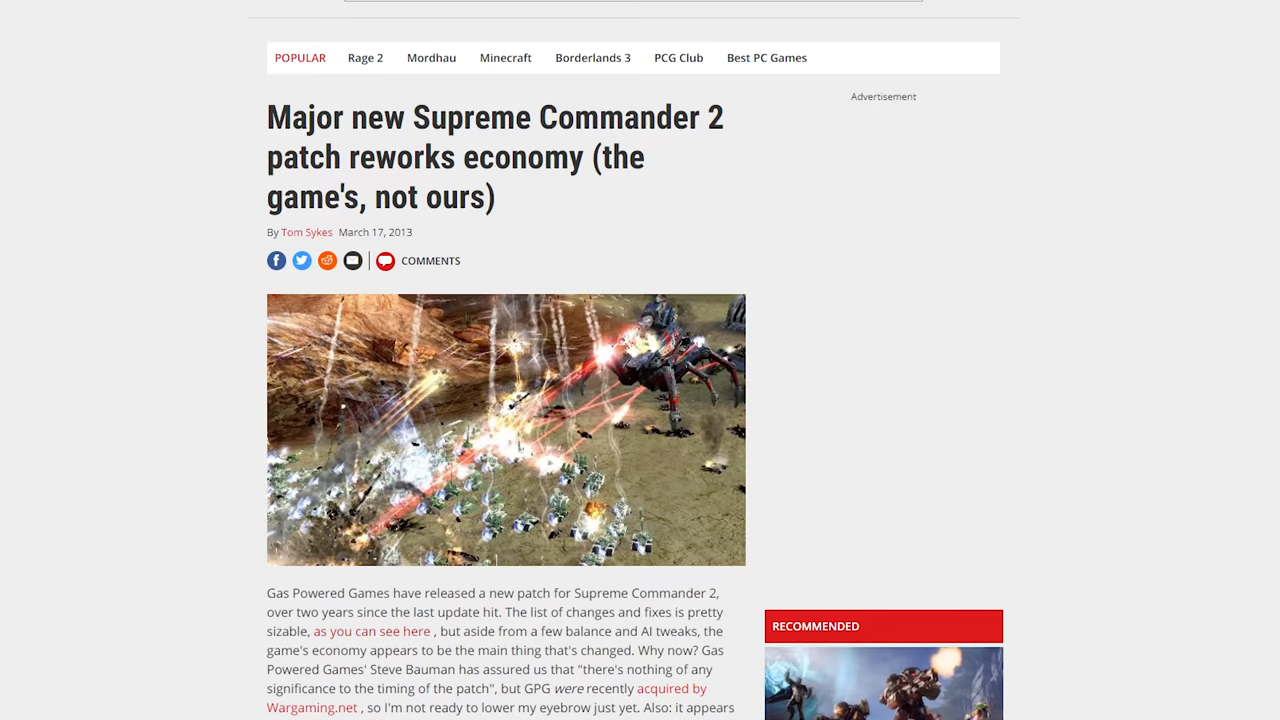 POPULAR Rage 2 Mordhau Minecraft Borderlands 3 PCG Club Best PC Games
Advertisement
Major new Supreme Commander 2
patch reworks economy (the
game's, not ours)
By Tom Sykes March 17, 2013
COMMENTS
Gas Powered Games have released a new patch for Supreme Commander 2,
over two years since the last update hit. The list of changes and fixes is pretty
sizable, as you can see here , but aside from a few balance and AI tweaks, the
game's economy appears to be the main thing that's changed. Why now? Gas
Powered Games' Steve Bauman has assured us that "there's nothing of any
significance to the timing of the patch", but GPG were recently acquired by
Wargaming.net , so I'm not ready to lower my eyebrow just yet. Also: it appears
RECOMMENDED